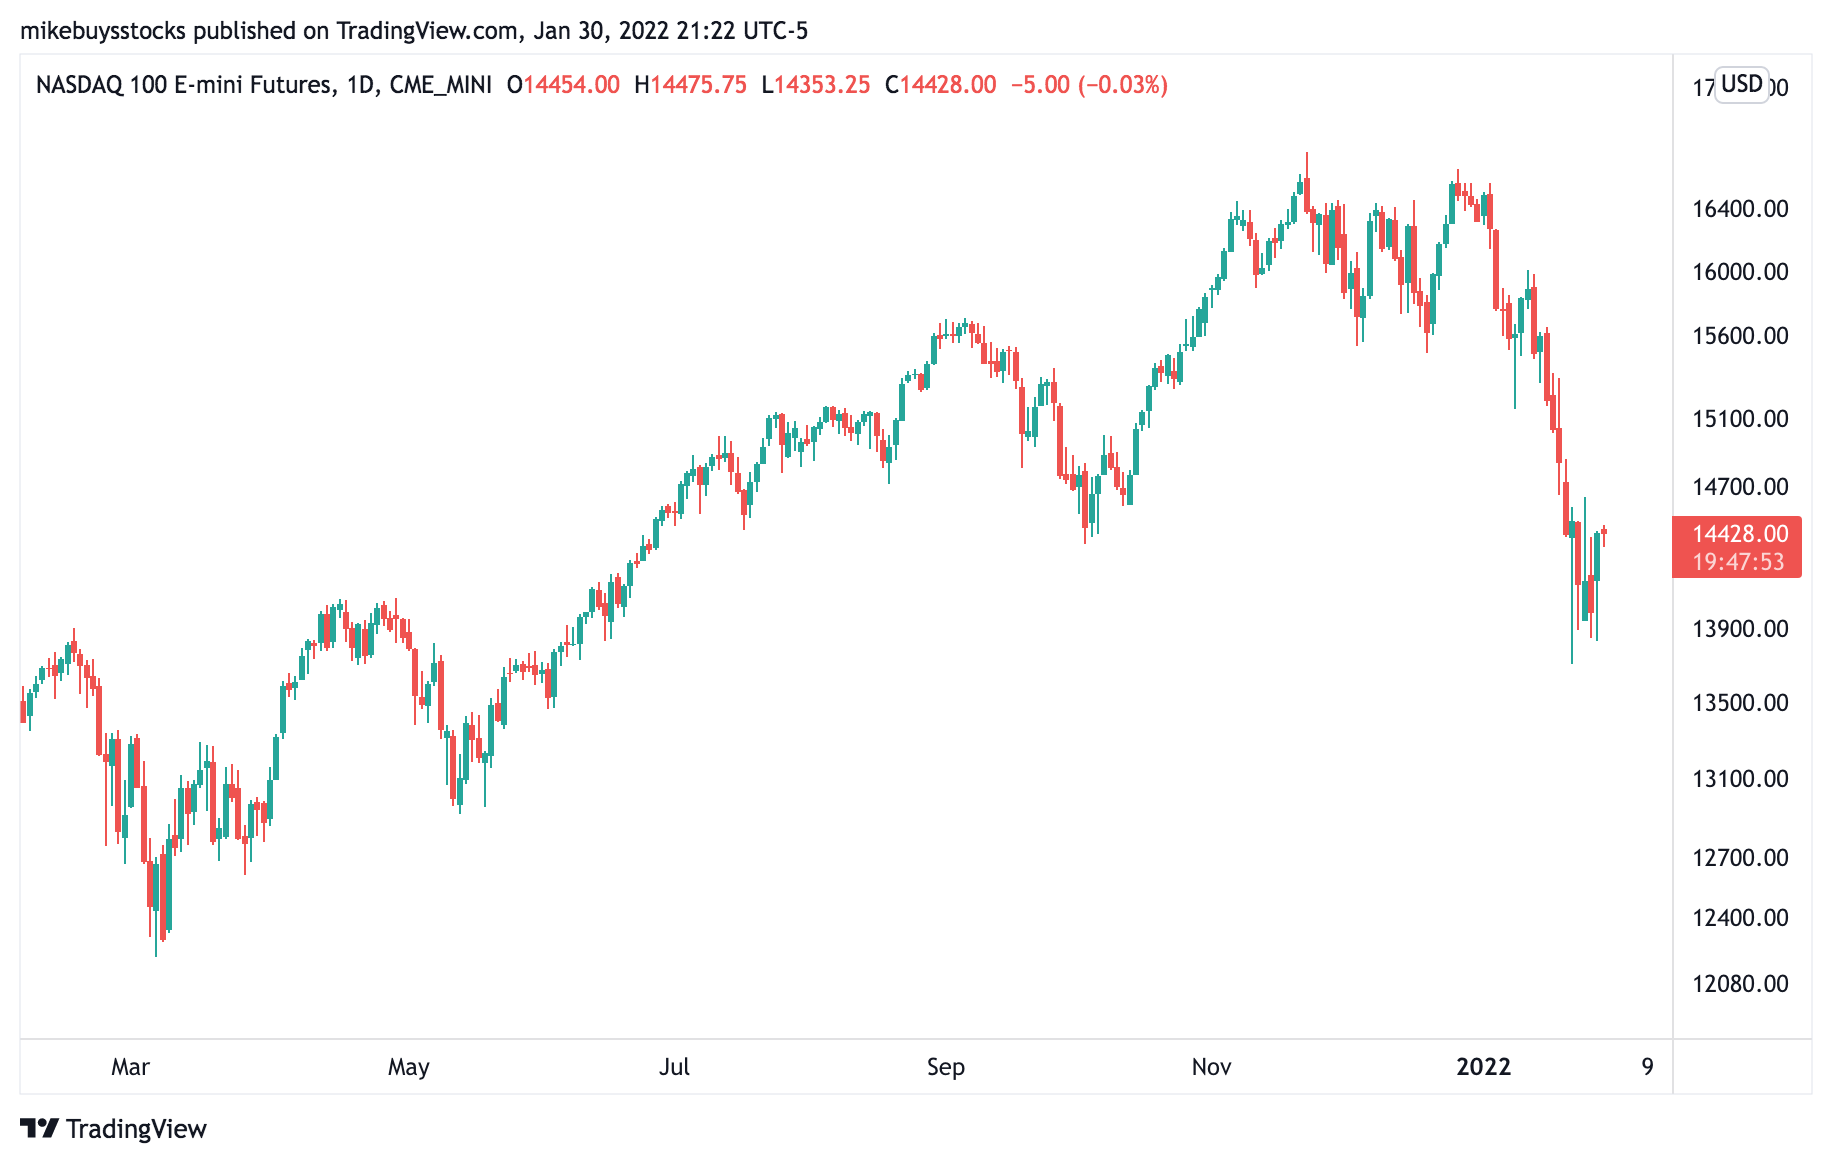 mikebuysstocks published on TradingView.com, Jan 30, 2022 21:22 UTC-5
NASDAQ 100 E-mini Futures, 1D, CME_MINI O14454.00 H14475.75 L14353.25 C14428.00 −5.00 (−0.03%)
USD
16400.00
16000.00
15600.00
15100.00
14700.00
14428.00
19:47:53
13900.00
13500.00
13100.00
12700.00
12400.00
12080.00
Mar May Jul Sep Nov 2022 9
TradingView